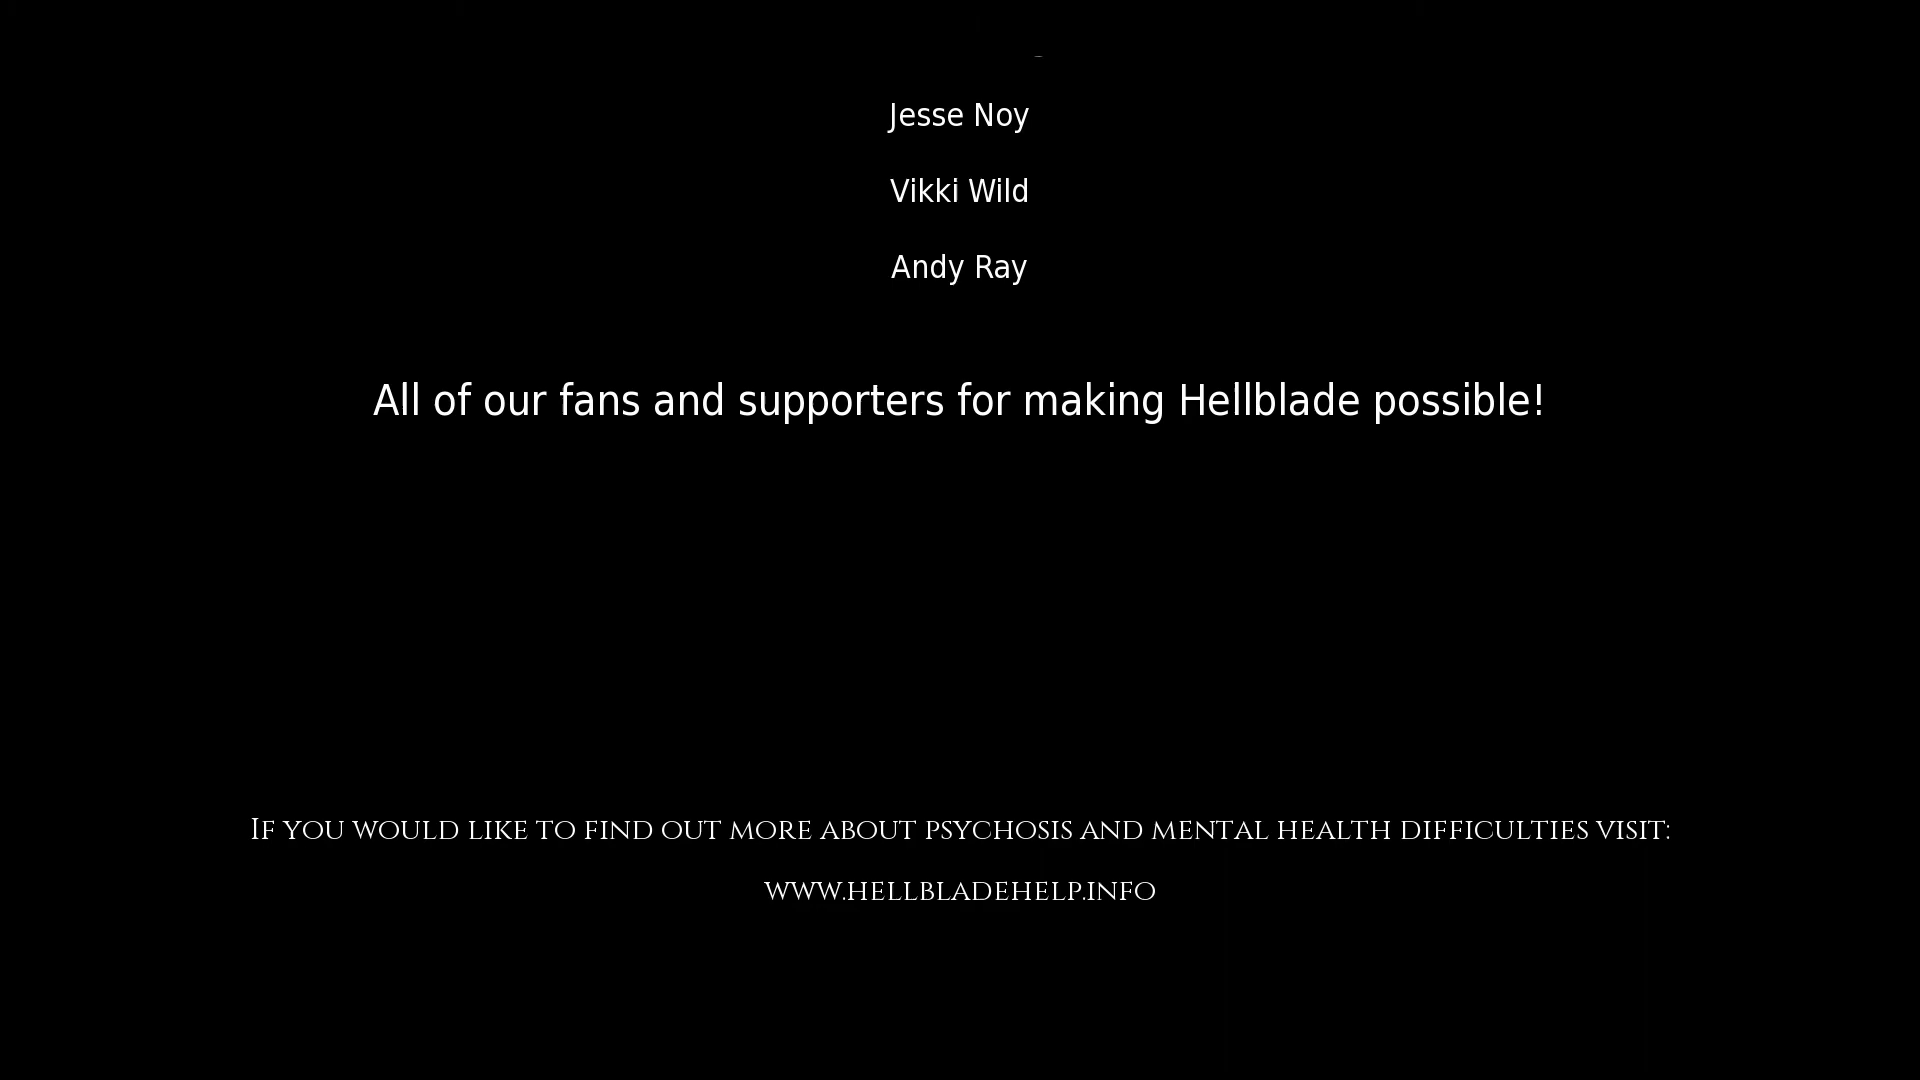 Jesse Noy
Vikki Wild
Andy Ray
All of our fans and supporters for making Hellblade possible!
If you would like to find out more about psychosis and mental health difficulties visit:
www.hellbladehelp.info